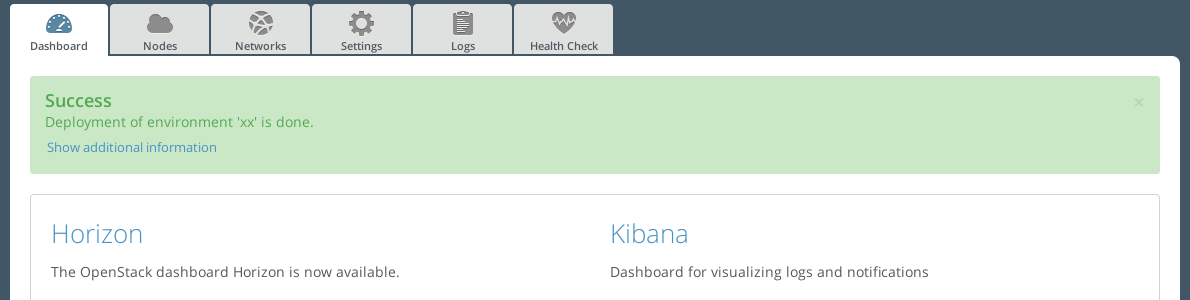 Dashboard Nodes Networks Settings Logs Health Check
Success
×
Deployment of environment 'xx' is done.
Show additional information
Horizon Kibana
The OpenStack dashboard Horizon is now available. Dashboard for visualizing logs and notifications